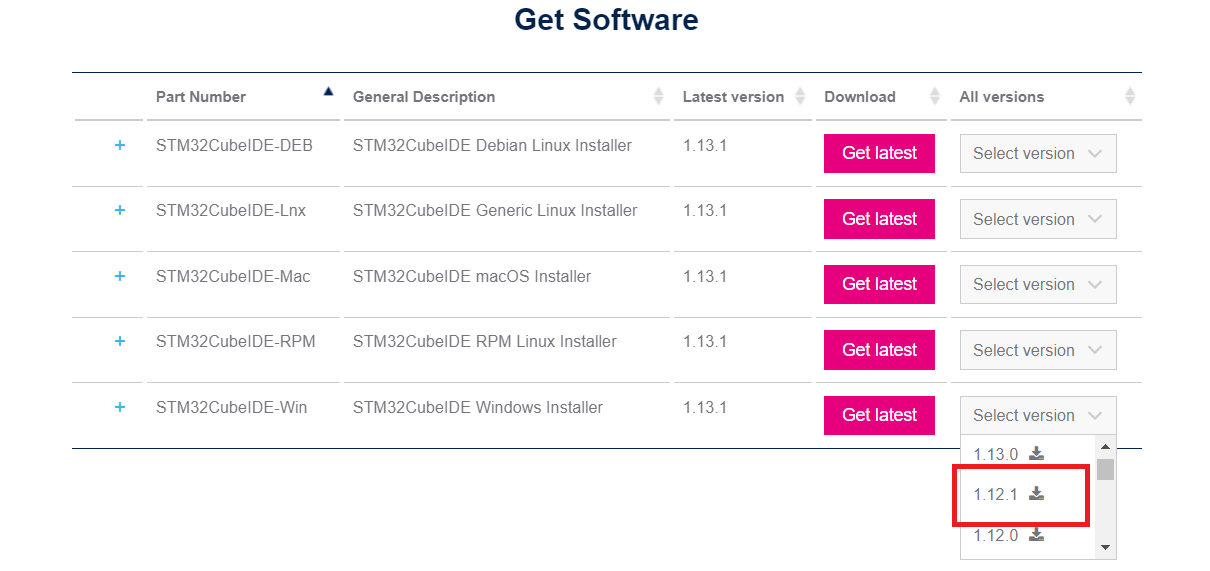 Get Software
Part Number General Description Latest version Download All versions
+ STM32CubeIDE-DEB STM32CubeIDE Debian Linux Installer 1.13.1 Get latest Select version
+ STM32CubeIDE-Lnx STM32CubeIDE Generic Linux Installer 1.13.1 Get latest Select version
+ STM32CubeIDE-Mac STM32CubeIDE macOS Installer 1.13.1 Get latest Select version
+ STM32CubeIDE-RPM STM32CubeIDE RPM Linux Installer 1.13.1 Get latest Select version
+ STM32CubeIDE-Win STM32CubeIDE Windows Installer 1.13.1 Get latest Select version
1.13.0
1.12.1
1.12.0